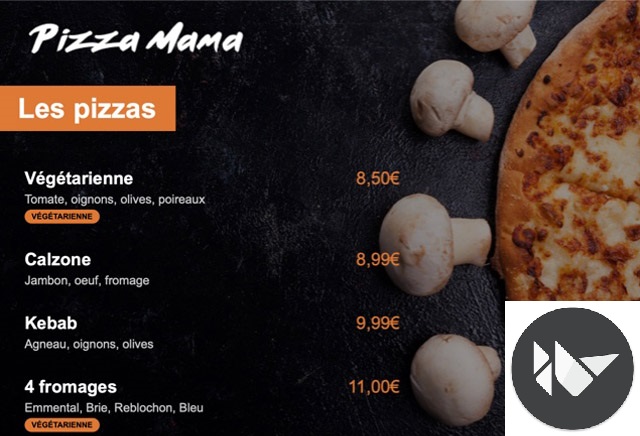 Pizza Mama
Les pizzas
Végétarienne 8,50€
Tomate, oignons, olives, poireaux
VÉGÉTARIENNE
Calzone 8,99€
Jambon, oeuf, fromage
Kebab 9,99€
Agneau, oignons, olives
4 fromages 11,00€
Emmental, Brie, Reblochon, Bleu
VÉGÉTARIENNE